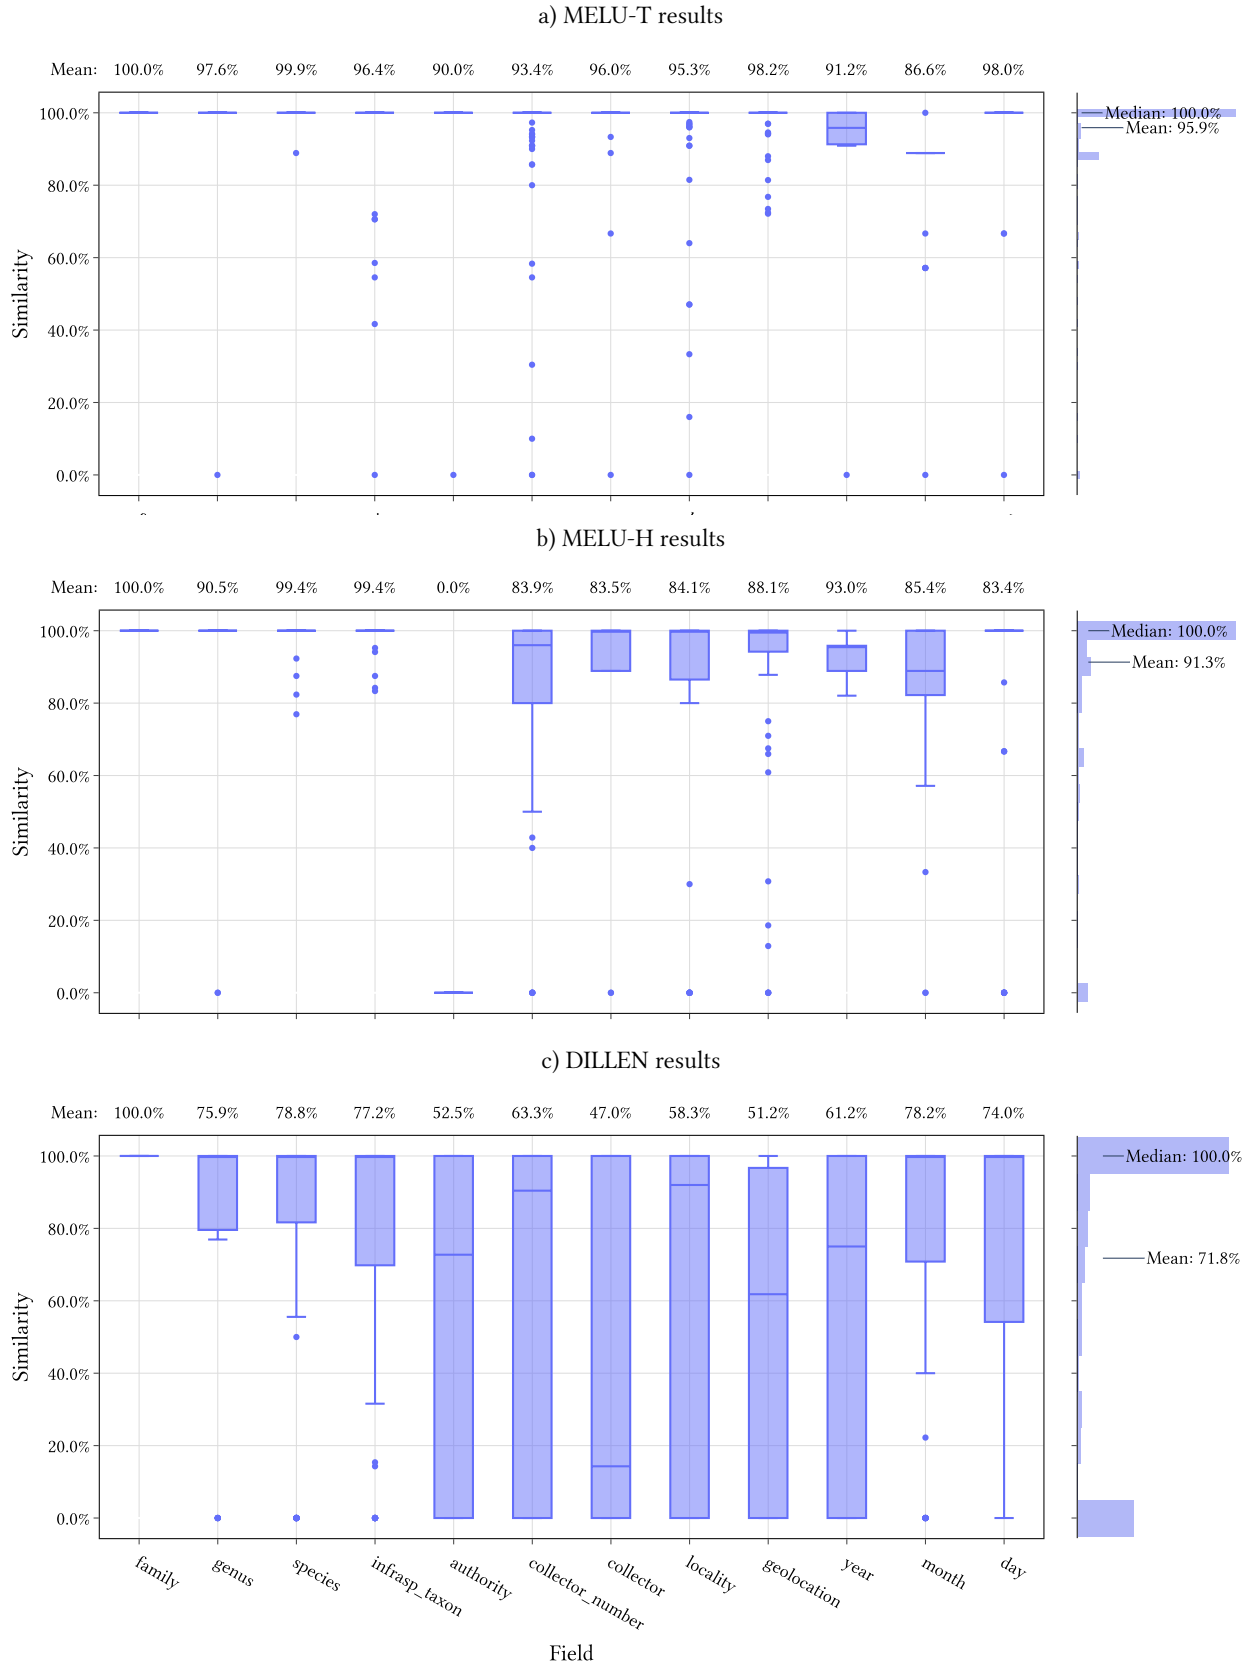 a) MELU-T results
Mean: 100.0% 97.6% 99.9% 96.4% 90.0% 93.4% 96.0% 95.3% 98.2% 91.2% 86.6% 98.0%
100.0%
80.0%
60.0%
40.0%
20.0%
0.0%
Similarity
Median: 100.0%
Mean: 95.9%
b) MELU-H results
Mean: 100.0% 90.5% 99.4% 99.4% 0.0% 83.9% 83.5% 84.1% 88.1% 93.0% 85.4% 83.4%
100.0%
80.0%
60.0%
40.0%
20.0%
0.0%
Similarity
Median: 100.0%
Mean: 91.3%
c) DILLEN results
Mean: 100.0% 75.9% 78.8% 77.2% 52.5% 63.3% 47.0% 58.3% 51.2% 61.2% 78.2% 74.0%
100.0%
80.0%
60.0%
40.0%
20.0%
0.0%
Similarity
Median: 100.0%
Mean: 71.8%
family genus species infrasp_taxon authority collector_number collector locality geolocation year month day
Field